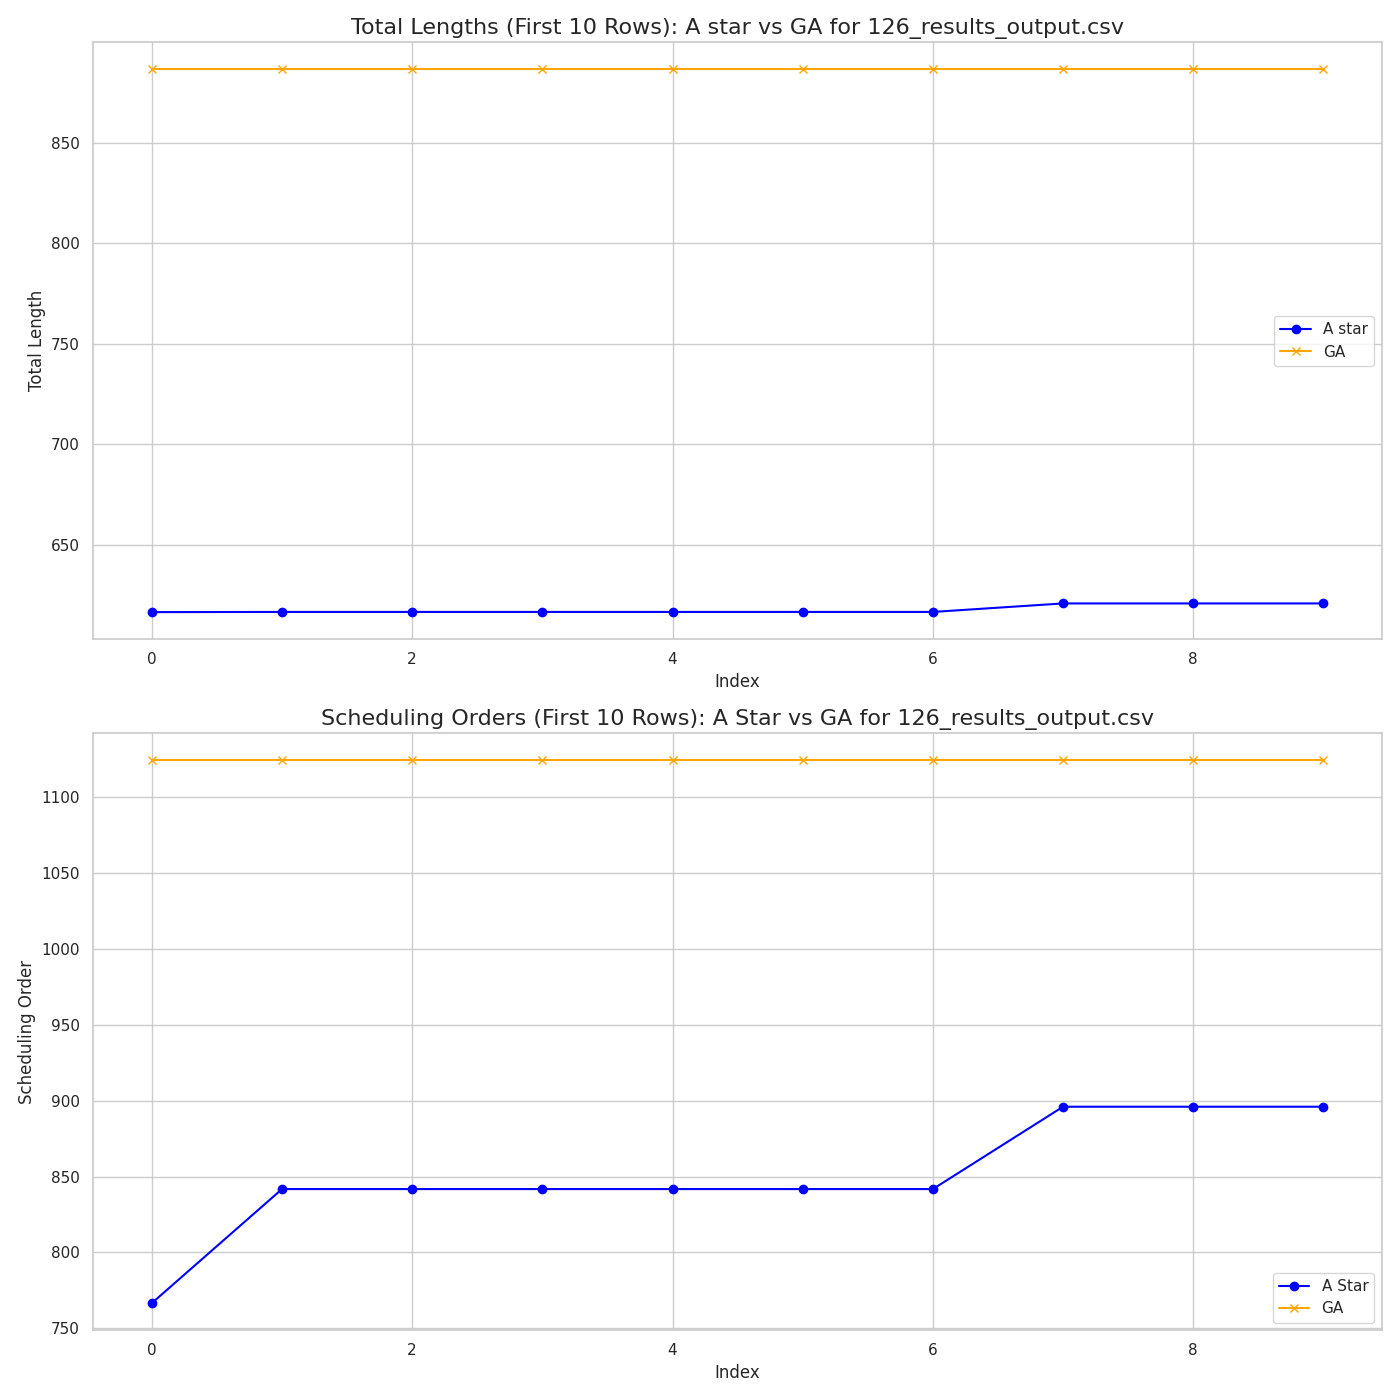 Total Lengths (First 10 Rows): A star vs GA for 126_results_output.csv
850
800
750
700
650
Total Length
A star
GA
0 2 4 6 8
Index
Scheduling Orders (First 10 Rows): A Star vs GA for 126_results_output.csv
1100
1050
1000
950
900
850
800
750
Scheduling Order
A Star
GA
0 2 4 6 8
Index